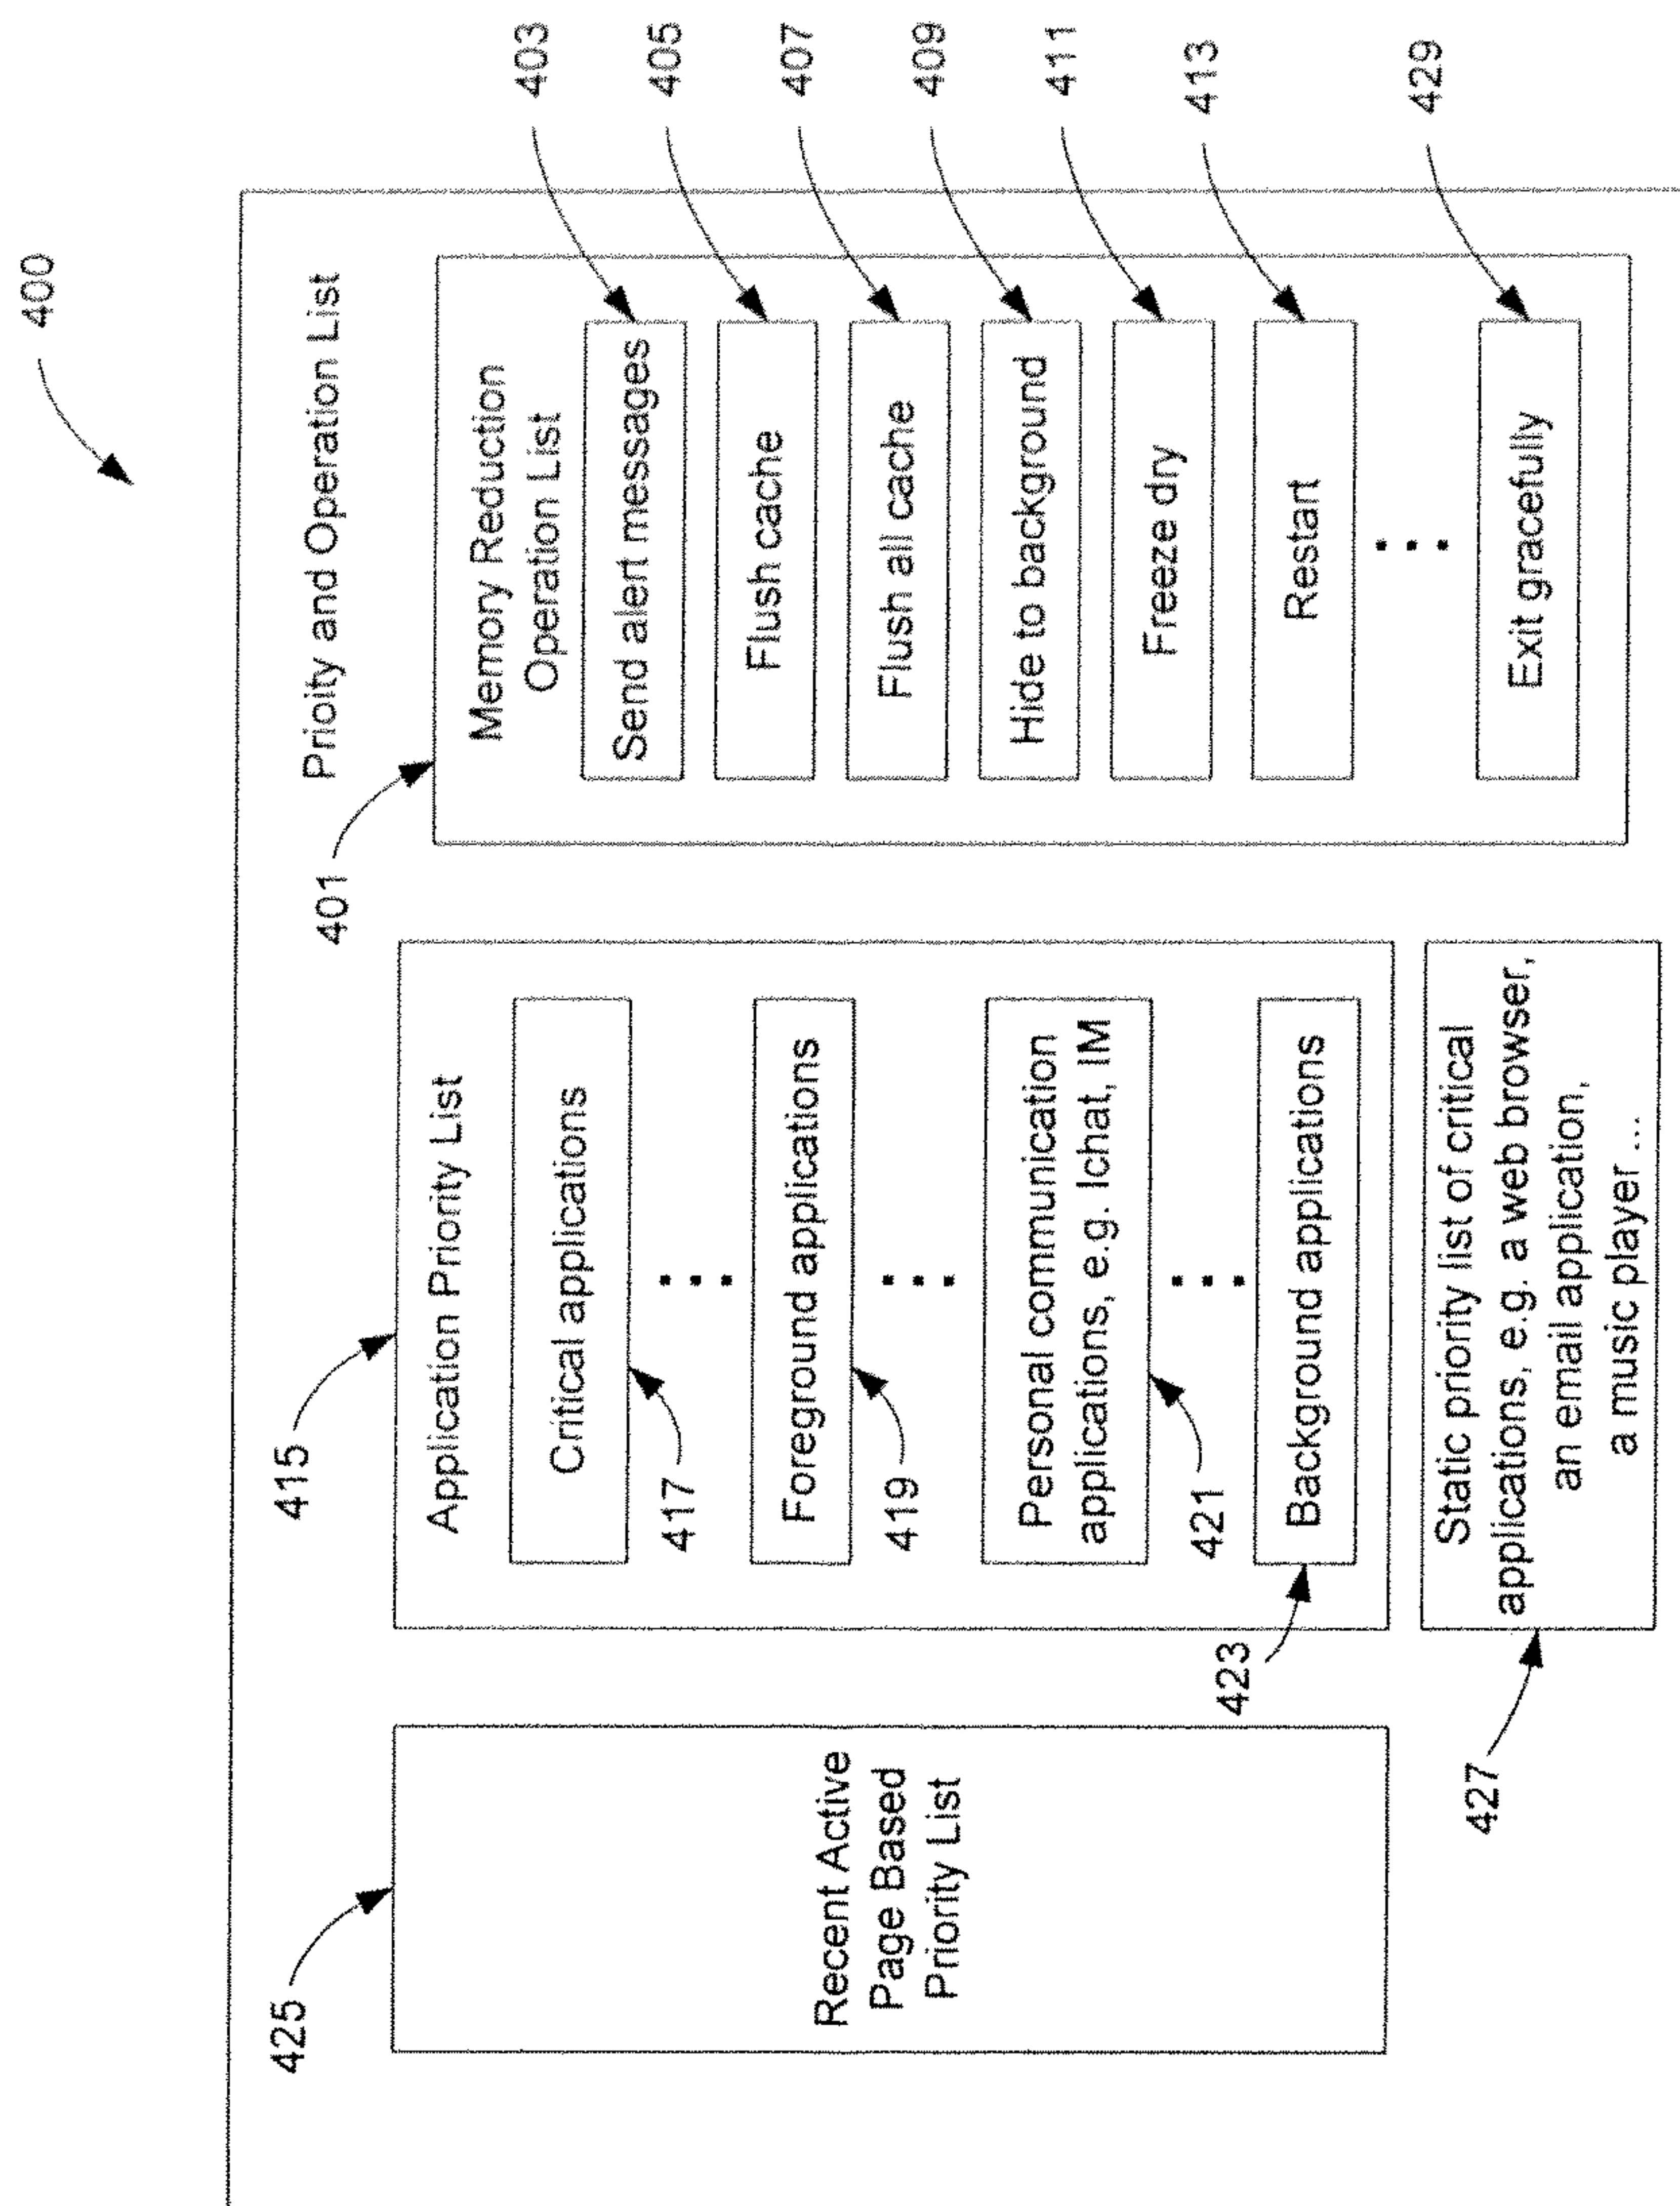 400
Prioity and Operation List
425
Recent Active
Page Based
Priority List
415
Application Priority List
Critical applications
417
Foreground applications
419
Personal communication
applications, e.g. Ichat, IM
421
Background applications
423
Static priority list of critical
applications, e.g. a web browser,
an email application,
a music player ...
427
401
Memory Reduction
Operation List
Send alert messages
403
Flush cache
405
Flush all cache
407
Hide to background
409
Freeze dry
411
Restart
413
Exit gracefully
429